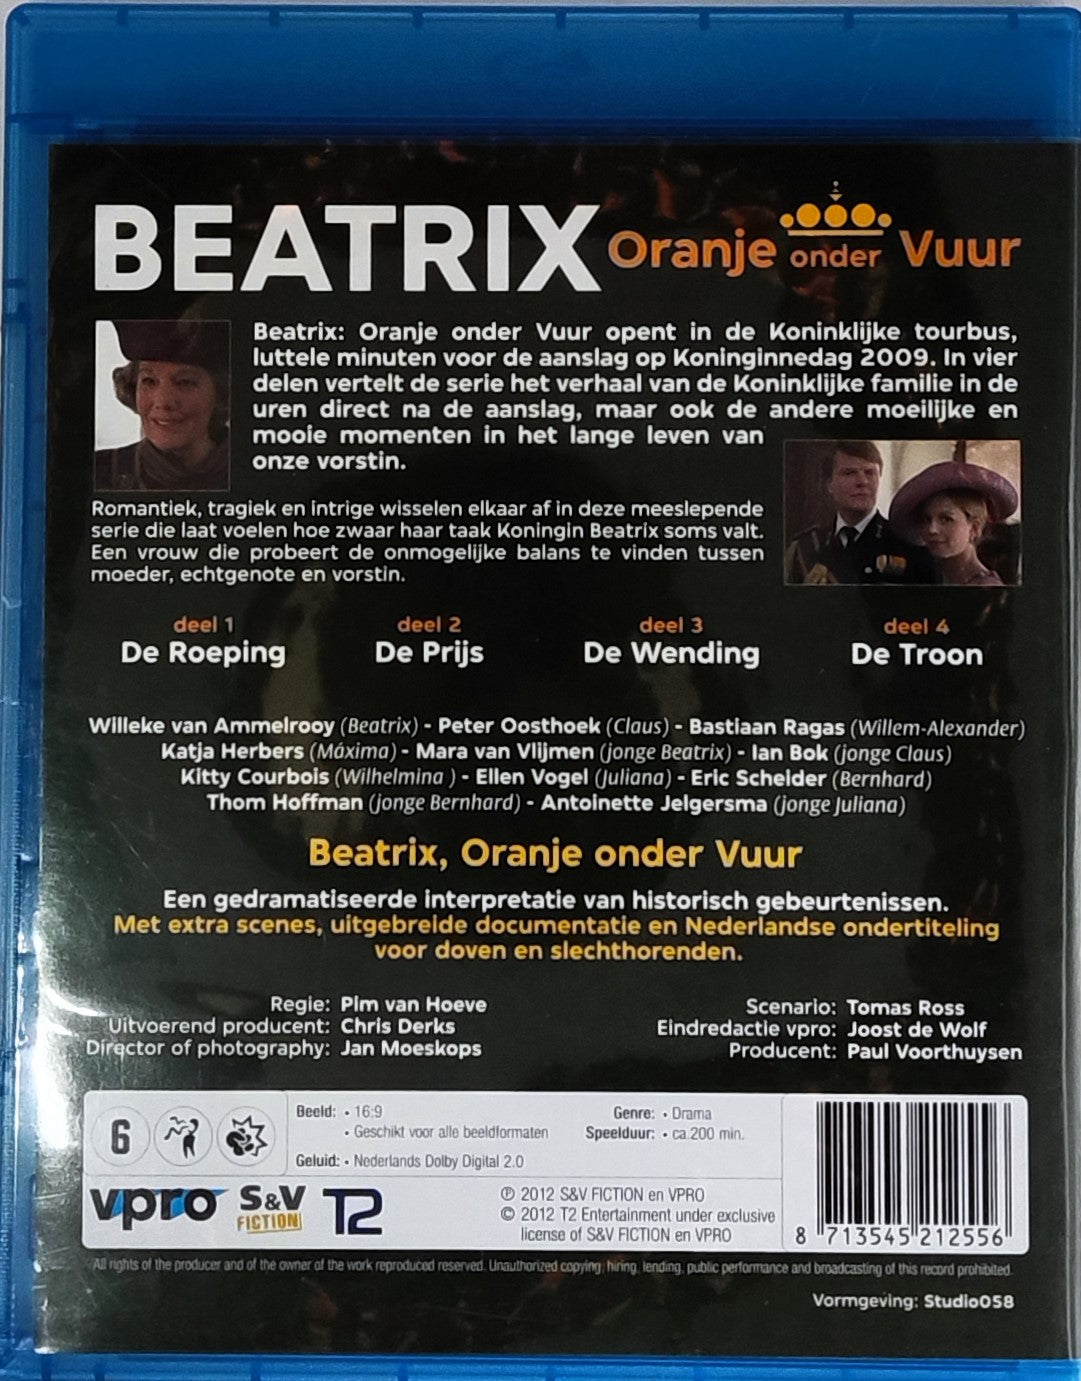 BEATRIX Oranje onder Vuur
Beatrix: Oranje onder Vuur opent in de Koninklijke tourbus,
luttele minuten voor de aanslag op Koninginnedag 2009. In vier
delen vertelt de serie het verhaal van de Koninklijke familie in de
uren direct na de aanslag, maar ook de andere moeilijke en
mooie momenten in het lange leven van
onze vorstin.
Romantiek, tragiek en intrige wisselen elkaar af in deze meeslepende
serie die laat voelen hoe zwaar haar taak Koningin Beatrix soms valt.
Een vrouw die probeert de onmogelijke balans te vinden tussen
moeder, echtgenote en vorstin.
deel 1 deel 2 deel 3 deel 4
De Roeping De Prijs De Wending De Troon
Willeke van Ammelrooy (Beatrix) - Peter Oosthoek (Claus) - Bastiaan Ragas (Willem-Alexander)
Katja Herbers (Máxima) - Mara van Vlijmen (jonge Beatrix) - Ian Bok (jonge Claus)
Kitty Courbois (Wilhelmina ) - Ellen Vogel (Juliana) - Eric Schelder (Bernhard)
Thom Hoffman (jonge Bernhard) - Antoinette Jelgersma (jonge Juliana)
Beatrix, Oranje onder Vuur
Een gedramatiseerde interpretatie van historisch gebeurtenissen.
Met extra scenes, uitgebreide documentatie en Nederlandse ondertiteling
voor doven en slechthorenden.
Regie: Pim van Hoeve
Uitvoerend producent: Chris Derks
Director of photography: Jan Moeskops
Scenario: Tomas Ross
Eindredactie vpro: Joost de Wolf
Producent: Paul Voorthuysen
6
Beeld: • 16:9
• Geschikt voor alle beeldformaten
Geluid: • Nederlands Dolby Digital 2.0
Genre: • Drama
Speelduur: • ca.200 min.
vpro S&V FICTION T2
℗ 2012 S&V FICTION en VPRO
© 2012 T2 Entertainment under exclusive
license of S&V FICTION en VPRO
8 713545 212556
All rights of the producer and of the owner of the work reproduced reserved. Unauthorized copying, hiring, lending, public performance and broadcasting of this record prohibited.
Vormgeving: Studio058